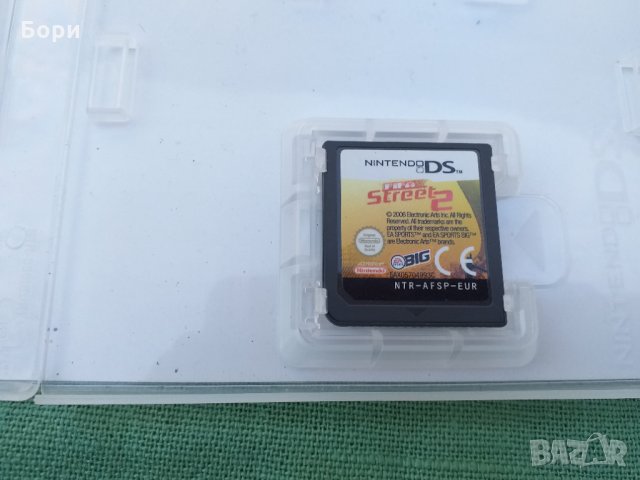 Бори
NINTENDO DS™
FIFA
Street 2
© 2006 Electronic Arts Inc. All Rights
Reserved. All trademarks are the
property of their respective owners.
EA SPORTS™ and EA SPORTS BIG™
are Electronic Arts™ brands.
BIG
CE
Nintendo
NTR-AFSP-EUR
BAZAR